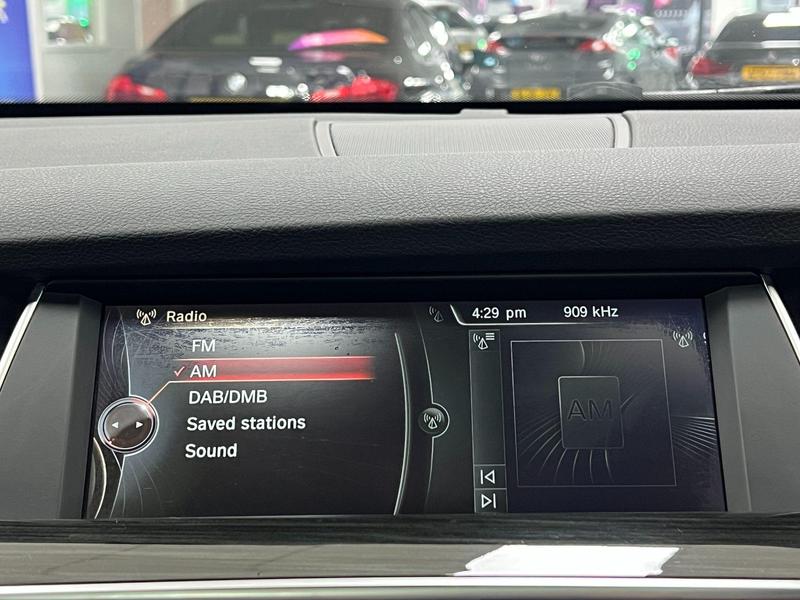 Radio
4:29 pm 909 kHz
FM
AM
DAB/DMB
Saved stations
Sound
AM